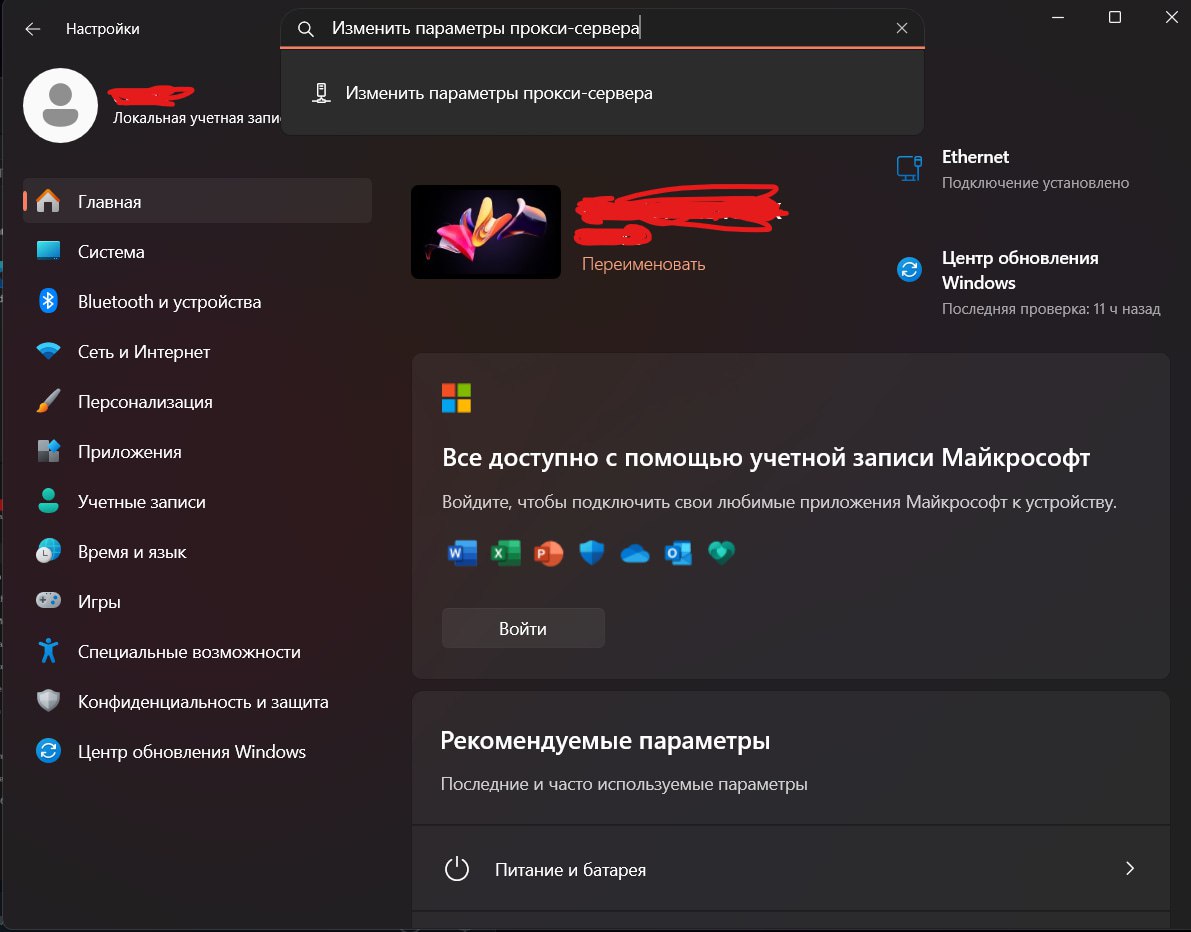 Настройки
Изменить параметры прокси-сервера
Изменить параметры прокси-сервера
Локальная учетная запи
Главная
Система
Bluetooth и устройства
Сеть и Интернет
Персонализация
Приложения
Учетные записи
Время и язык
Игры
Специальные возможности
Конфиденциальность и защита
Центр обновления Windows
Переименовать
Ethernet
Подключение установлено
Центр обновления
Windows
Последняя проверка: 11 ч назад
Все доступно с помощью учетной записи Майкрософт
Войдите, чтобы подключить свои любимые приложения Майкрософт к устройству.
Войти
Рекомендуемые параметры
Последние и часто используемые параметры
Питание и батарея